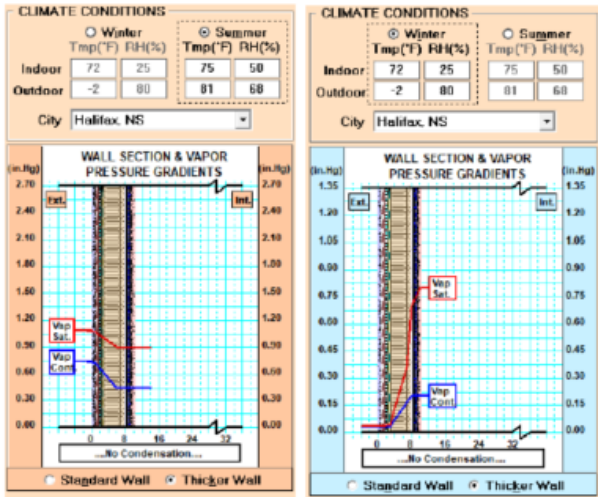 CLIMATE CONDITIONS
Winter Summer
Tmp(°F) RH(%) Tmp(°F) RH(%)
Indoor 72 25 75 50
Outdoor -2 80 81 68
City Halifax, NS
WALL SECTION & VAPOR
PRESSURE GRADIENTS
(in.Hg) (in.Hg)
Ext. Int.
2.70 2.70
2.40 2.40
2.10 2.10
1.80 1.80
1.50 1.50
1.20 1.20
0.90 0.90
0.60 0.60
0.30 0.30
0.00 0.00
Vap
Sat.
Vap
Cont.
0 8 16 24 32
...No Condensation...
Standard Wall Thicker Wall
CLIMATE CONDITIONS
Winter Summer
Tmp(°F) RH(%) Tmp(°F) RH(%)
Indoor 72 25 75 50
Outdoor -2 80 81 68
City Halifax, NS
WALL SECTION & VAPOR
PRESSURE GRADIENTS
(in.Hg) (in.Hg)
Ext. Int.
1.35 1.35
1.20 1.20
1.05 1.05
0.90 0.90
0.75 0.75
0.60 0.60
0.45 0.45
0.30 0.30
0.15 0.15
0.00 0.00
Vap
Sat.
Vap
Cont
0 8 16 24 32
...No Condensation...
Standard Wall Thicker Wall